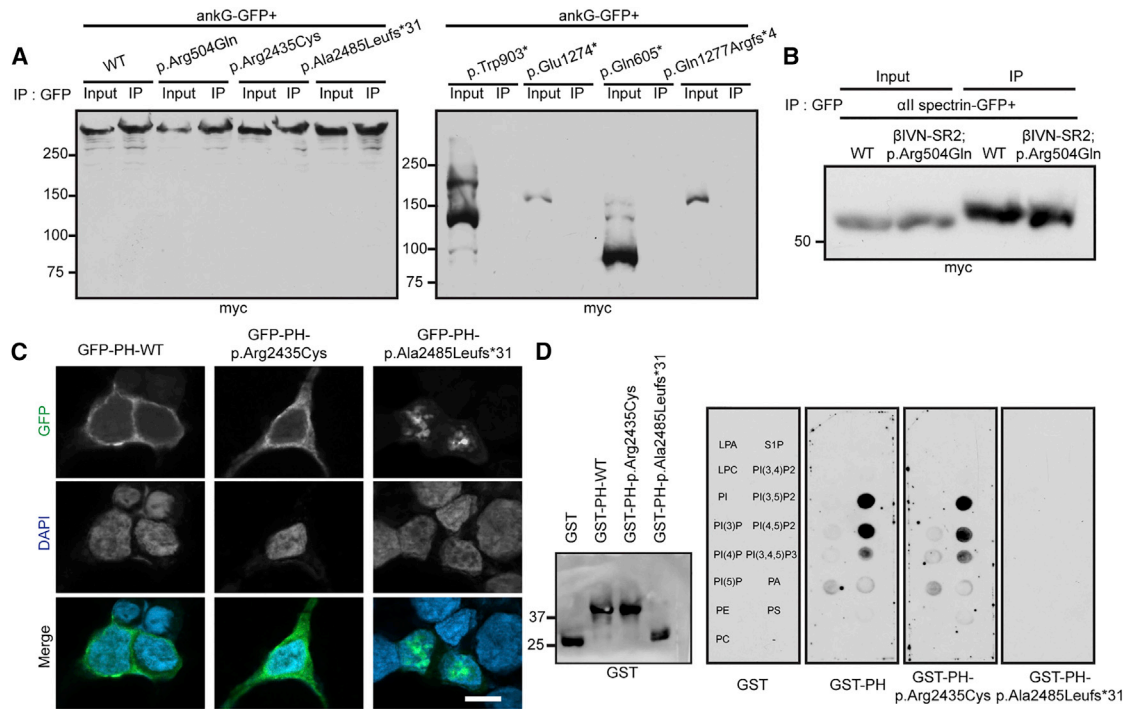 A
ankG-GFP+
WT
p.Arg504Gln
p.Arg2435Cys
p.Ala2485Leufs*31
IP : GFP
Input IP Input IP Input IP Input IP
250
150
100
75
myc
ankG-GFP+
p.Trp903*
p.Glu1274*
p.Gln605*
p.Gln1277Argfs*4
Input IP Input IP Input IP Input IP
250
150
100
75
myc
B
Input IP
IP : GFP
αII spectrin-GFP+
βIVN-SR2; βIVN-SR2;
WT p.Arg504Gln WT p.Arg504Gln
50
myc
C
GFP-PH-WT
GFP-PH-
p.Arg2435Cys
GFP-PH-
p.Ala2485Leufs*31
GFP
DAPI
Merge
D
GST
GST-PH-WT
GST-PH-p.Arg2435Cys
GST-PH-p.Ala2485Leufs*31
37
25
GST
LPA S1P
LPC PI(3,4)P2
PI PI(3,5)P2
PI(3)P PI(4,5)P2
PI(4)P PI(3,4,5)P3
PI(5)P PA
PE PS
PC -
GST
GST-PH
GST-PH-
p.Arg2435Cys
GST-PH-
p.Ala2485Leufs*31